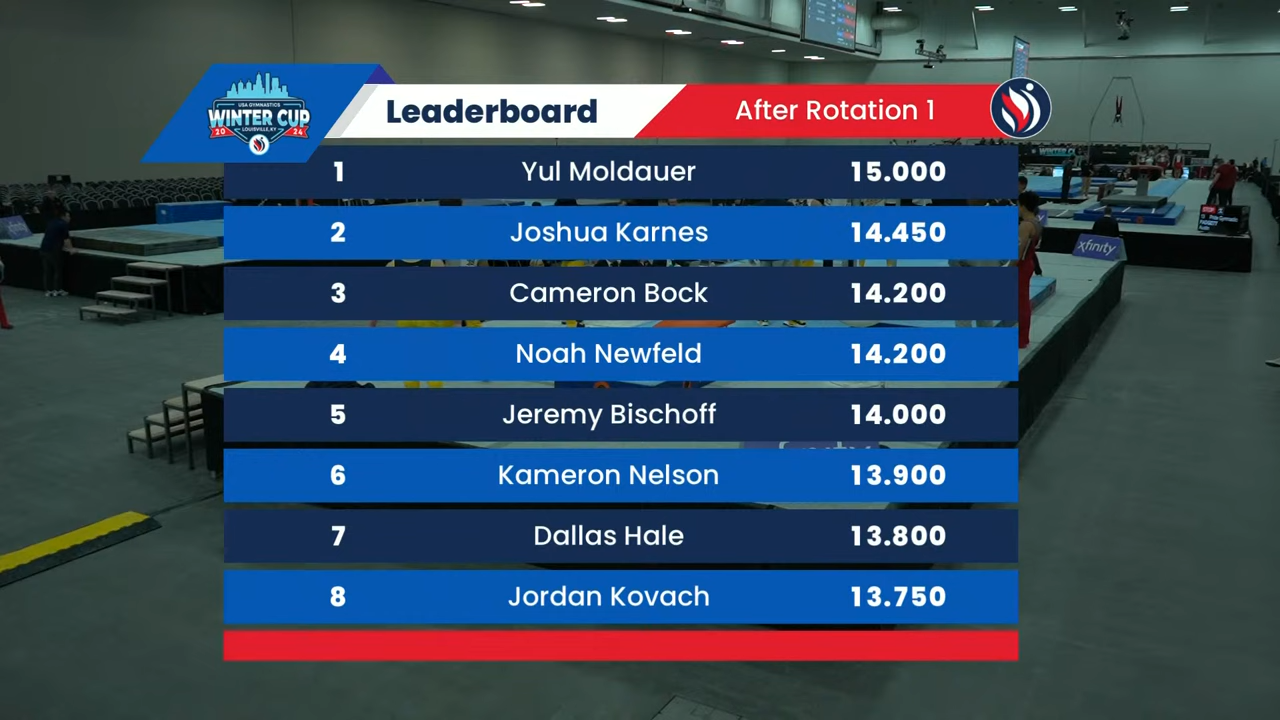 USA GYMNASTICS
WINTER CUP
20 24
LOUISVILLE, KY
Leaderboard
After Rotation 1
1 Yul Moldauer 15.000
2 Joshua Karnes 14.450
3 Cameron Bock 14.200
4 Noah Newfeld 14.200
5 Jeremy Bischoff 14.000
6 Kameron Nelson 13.900
7 Dallas Hale 13.800
8 Jordan Kovach 13.750
xfinity